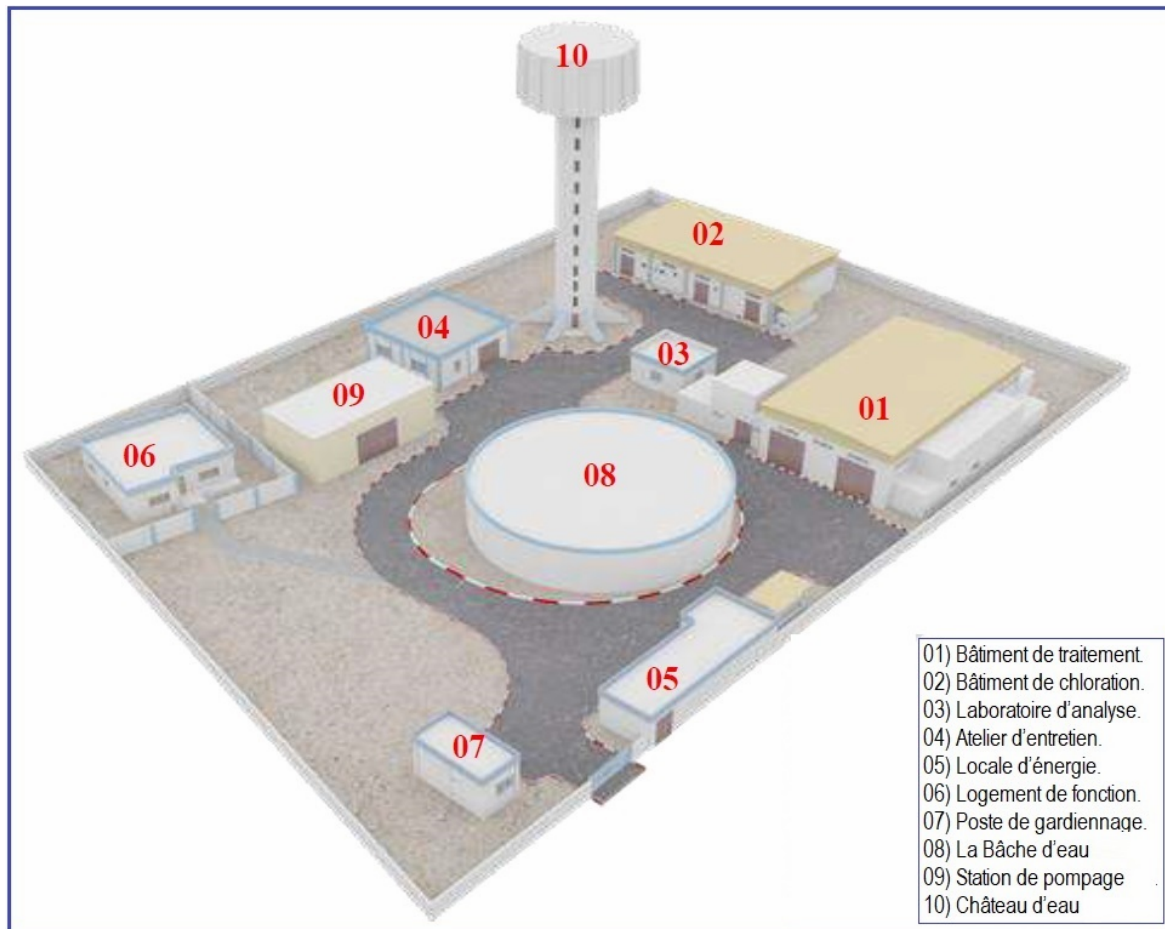 10
02
04
03
09
01
06
08
05
07
01) Bâtiment de traitement.
02) Bâtiment de chloration.
03) Laboratoire d'analyse.
04) Atelier d'entretien.
05) Locale d'énergie.
06) Logement de fonction.
07) Poste de gardiennage.
08) La Bâche d'eau
09) Station de pompage
10) Château d'eau